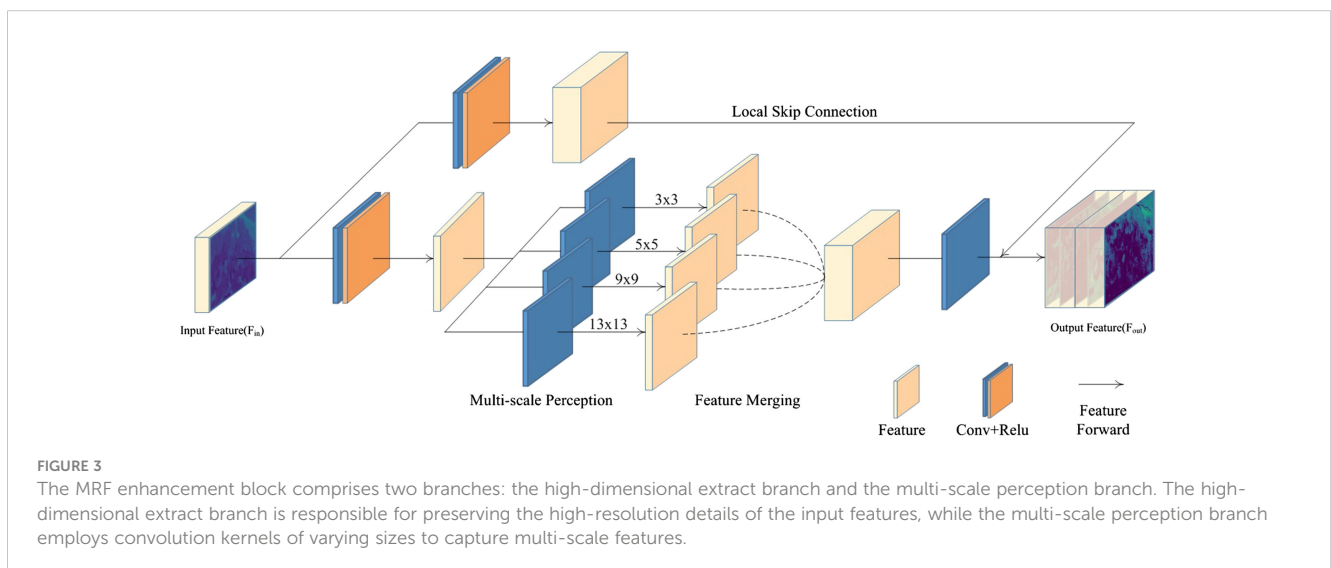 Local Skip Connection
3x3
5x5
9x9
13x13
Input Feature(Fin)
Output Feature(Fout)
Multi-scale Perception
Feature Merging
Feature
Conv+Relu
Feature
Forward
FIGURE 3
The MRF enhancement block comprises two branches: the high-dimensional extract branch and the multi-scale perception branch. The high-
dimensional extract branch is responsible for preserving the high-resolution details of the input features, while the multi-scale perception branch
employs convolution kernels of varying sizes to capture multi-scale features.